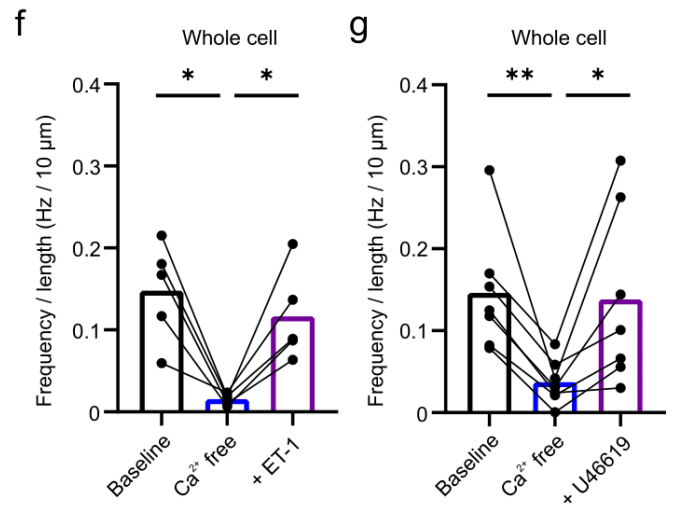 f
Whole cell
* *
Frequency / length (Hz / 10 µm)
0.4
0.3
0.2
0.1
0
Baseline
Ca²⁺ free
+ ET-1
g
Whole cell
** *
Frequency / length (Hz / 10 µm)
0.4
0.3
0.2
0.1
0
Baseline
Ca²⁺ free
+ U46619